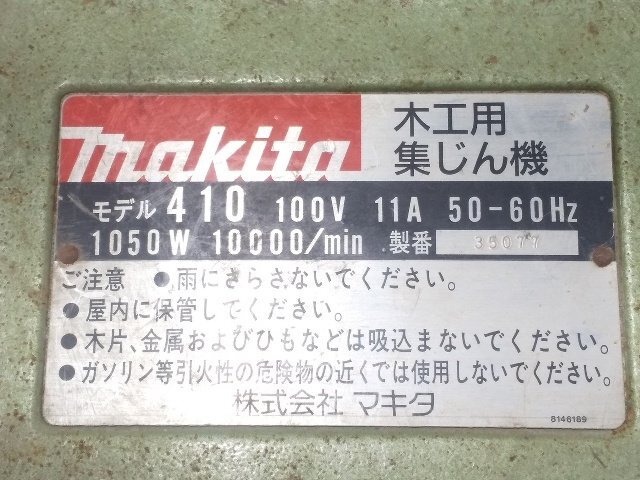 makita
木工用
集じん機
モデル 410 100V 11A 50-60Hz
1050W 10000/min 製番 35077
ご注意 ●雨にさらさないでください。
●屋内に保管してください。
●木片、金属およびひもなどは吸込まないでください。
●ガソリン等引火性の危険物の近くでは使用しないでください。
株式会社 マキタ
8146189